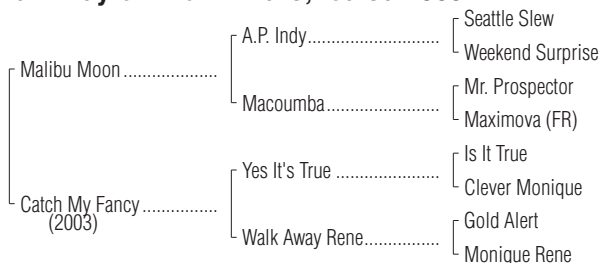 Seattle Slew
A.P. Indy
Weekend Surprise
Malibu Moon
Mr. Prospector
Macoumba
Maximova (FR)
Is It True
Yes It's True
Clever Monique
Catch My Fancy
(2003)
Gold Alert
Walk Away Rene
Monique Rene